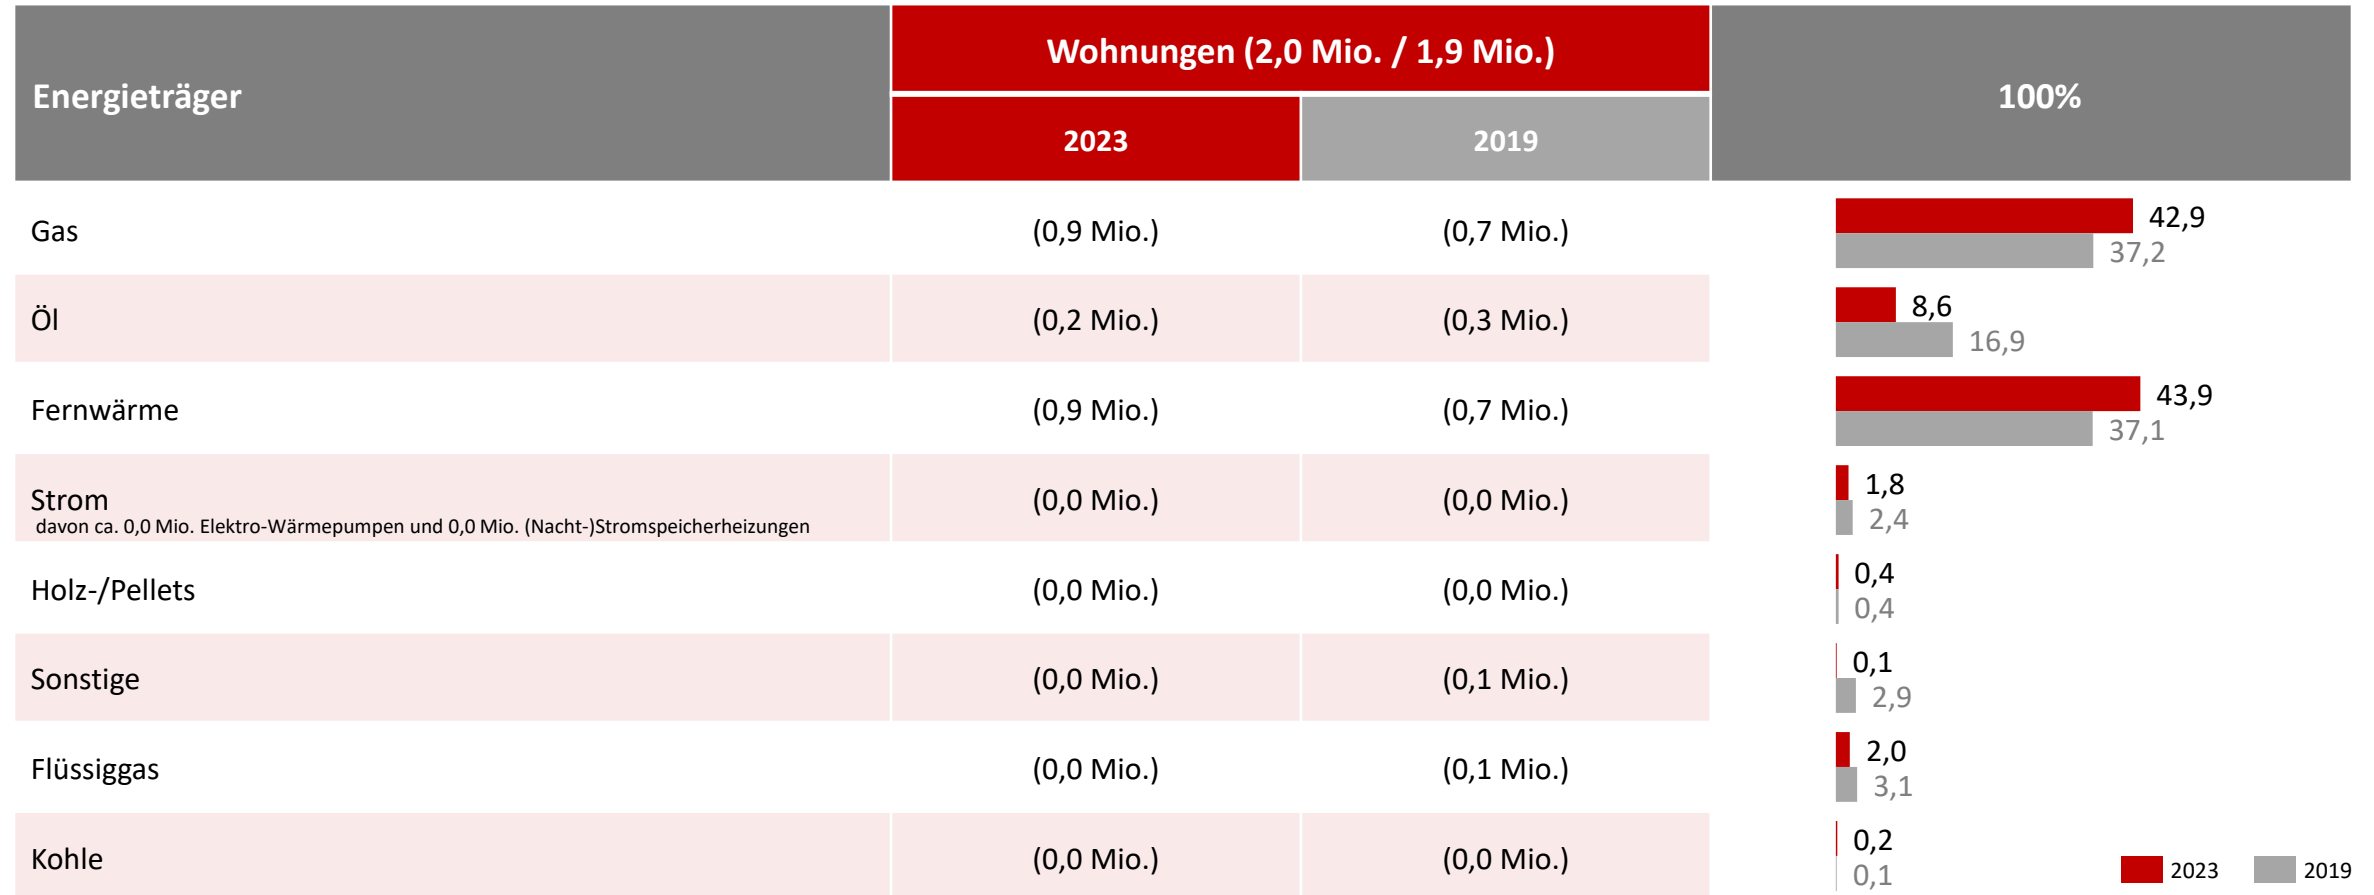 Energieträger
Wohnungen (2,0 Mio. / 1,9 Mio.)
100%
2023
2019
Gas
(0,9 Mio.)
(0,7 Mio.)
42,9
37,2
Öl
(0,2 Mio.)
(0,3 Mio.)
8,6
16,9
Fernwärme
(0,9 Mio.)
(0,7 Mio.)
43,9
37,1
Strom
davon ca. 0,0 Mio. Elektro-Wärmepumpen und 0,0 Mio. (Nacht-)Stromspeicherheizungen
(0,0 Mio.)
(0,0 Mio.)
1,8
2,4
Holz-/Pellets
(0,0 Mio.)
(0,0 Mio.)
0,4
0,4
Sonstige
(0,0 Mio.)
(0,1 Mio.)
0,1
2,9
Flüssiggas
(0,0 Mio.)
(0,1 Mio.)
2,0
3,1
Kohle
(0,0 Mio.)
(0,0 Mio.)
0,2
0,1
2023
2019